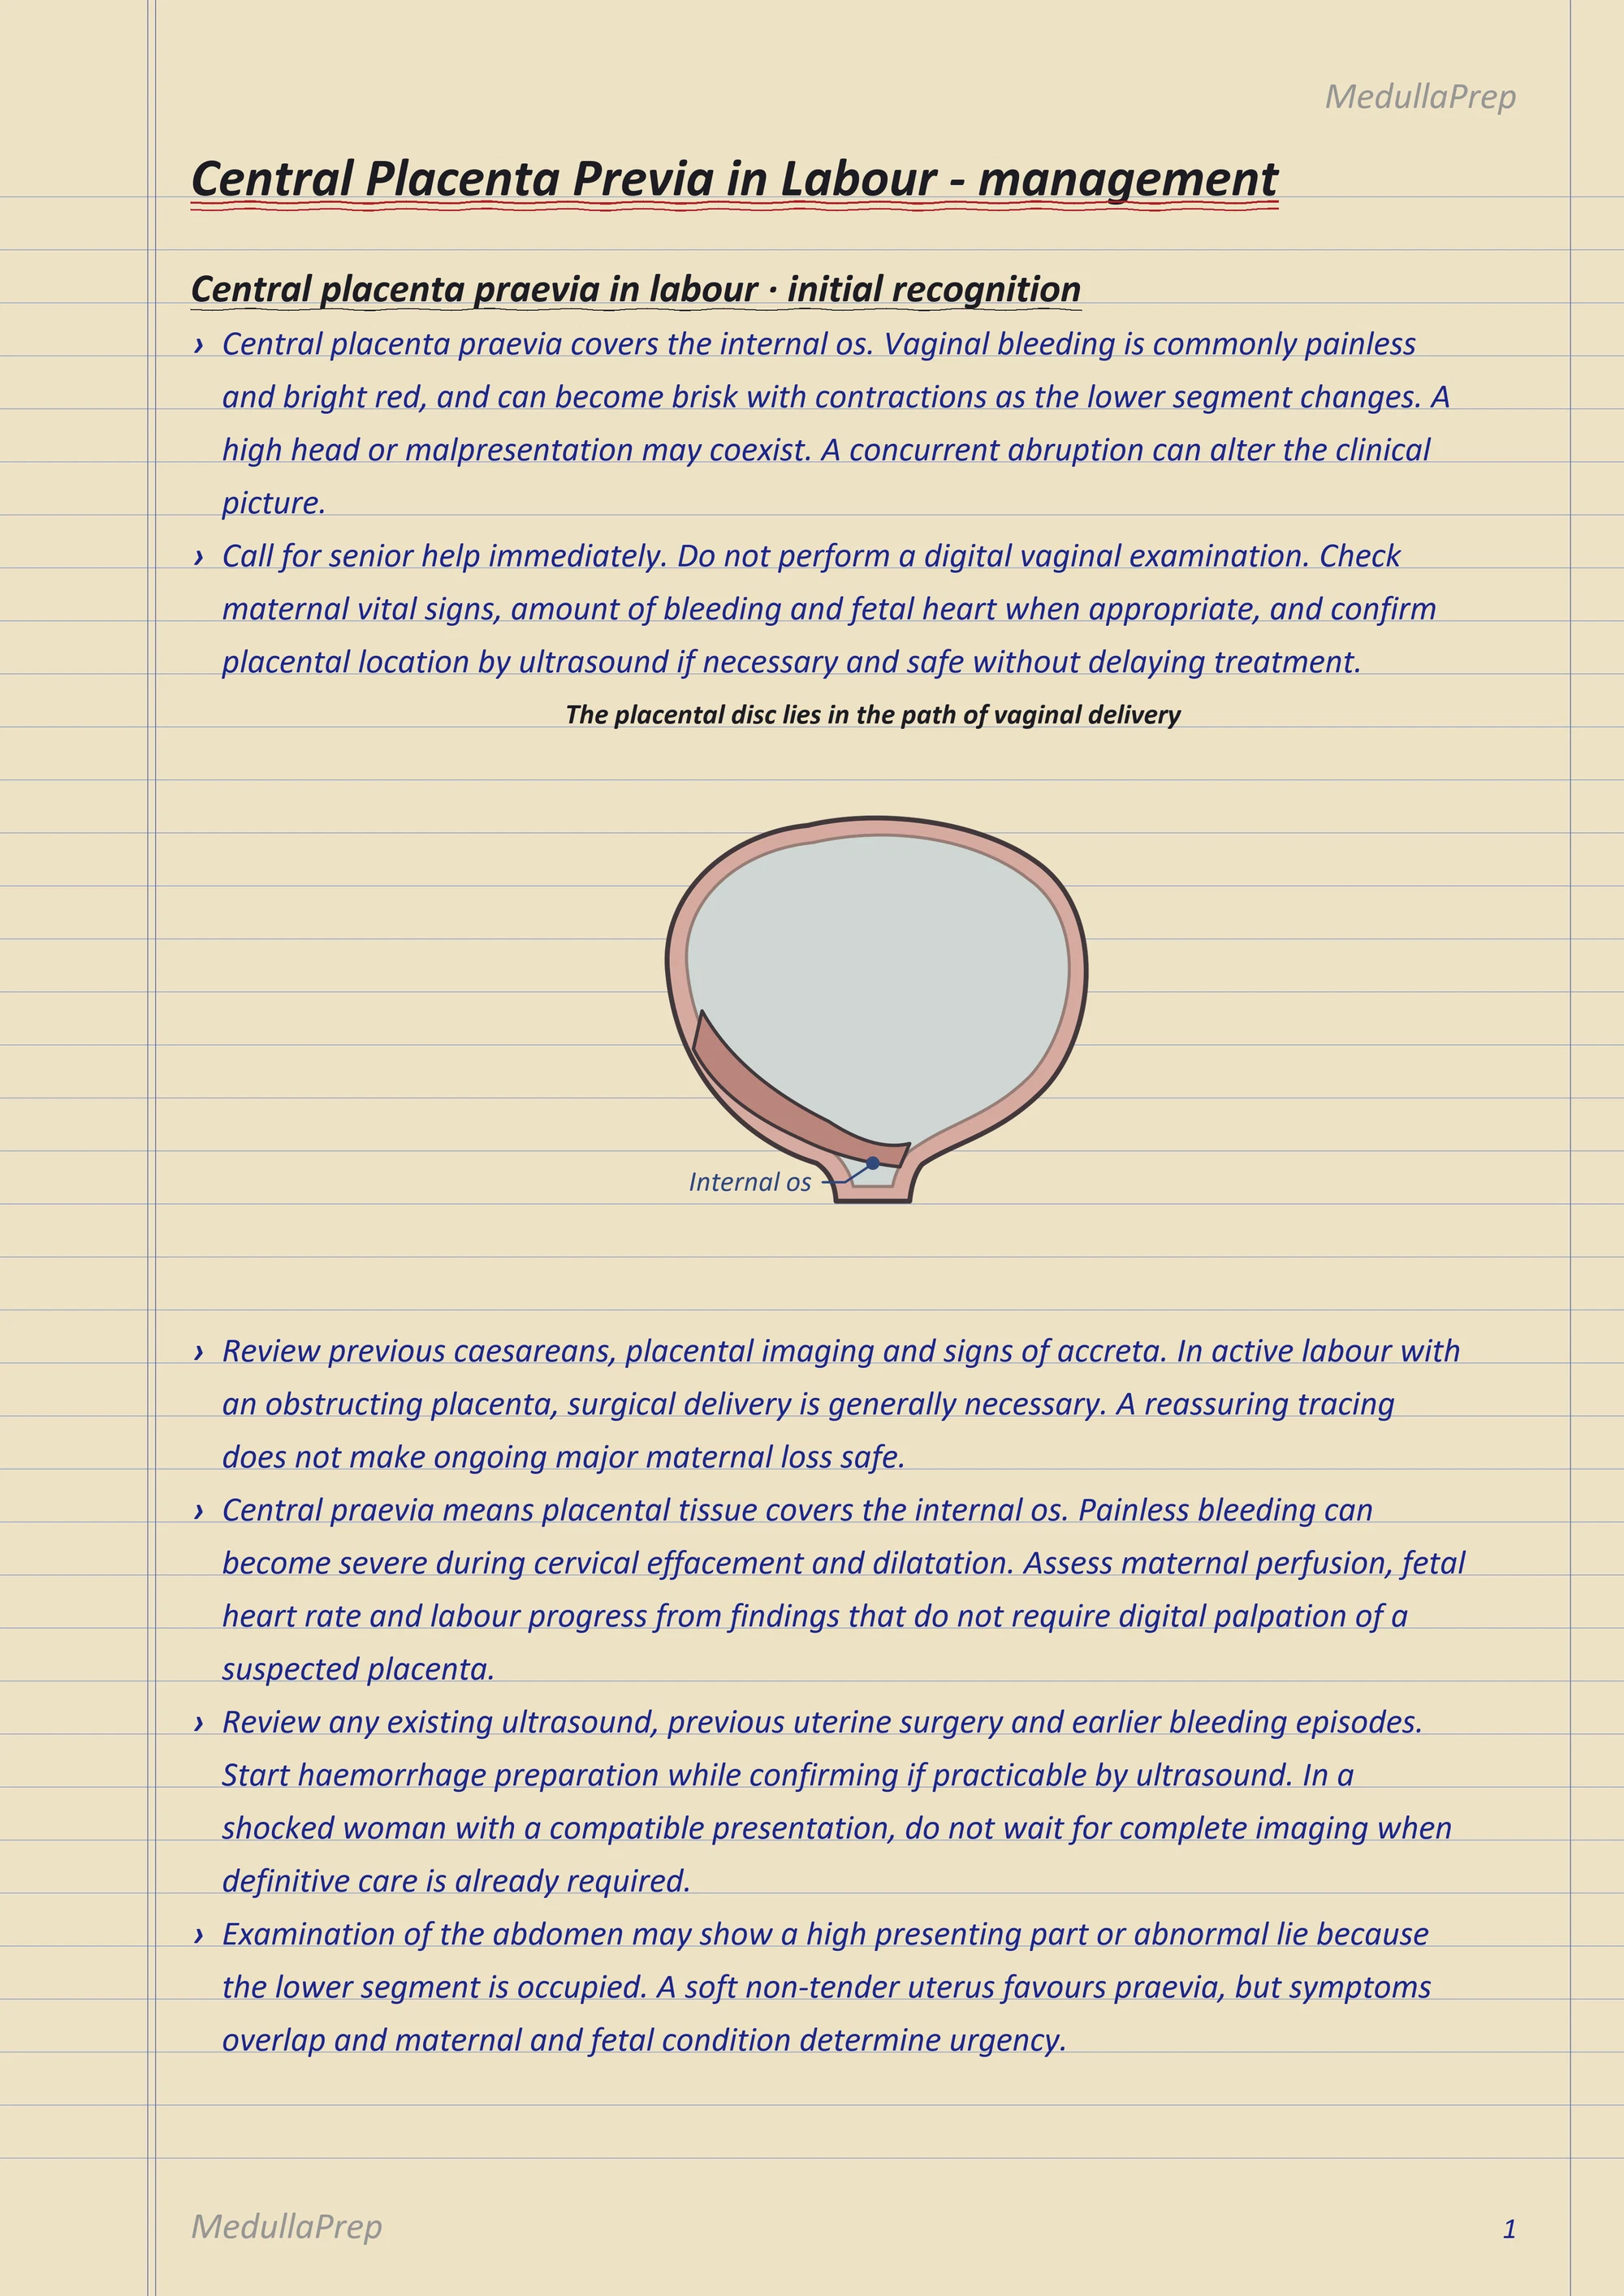 MedullaPrep
Central Placenta Previa in Labour - management
Central placenta praevia in labour · initial recognition
› Central placenta praevia covers the internal os. Vaginal bleeding is commonly painless
and bright red, and can become brisk with contractions as the lower segment changes. A
high head or malpresentation may coexist. A concurrent abruption can alter the clinical
picture.
› Call for senior help immediately. Do not perform a digital vaginal examination. Check
maternal vital signs, amount of bleeding and fetal heart when appropriate, and confirm
placental location by ultrasound if necessary and safe without delaying treatment.
The placental disc lies in the path of vaginal delivery
Internal os
› Review previous caesareans, placental imaging and signs of accreta. In active labour with
an obstructing placenta, surgical delivery is generally necessary. A reassuring tracing
does not make ongoing major maternal loss safe.
› Central praevia means placental tissue covers the internal os. Painless bleeding can
become severe during cervical effacement and dilatation. Assess maternal perfusion, fetal
heart rate and labour progress from findings that do not require digital palpation of a
suspected placenta.
› Review any existing ultrasound, previous uterine surgery and earlier bleeding episodes.
Start haemorrhage preparation while confirming if practicable by ultrasound. In a
shocked woman with a compatible presentation, do not wait for complete imaging when
definitive care is already required.
› Examination of the abdomen may show a high presenting part or abnormal lie because
the lower segment is occupied. A soft non-tender uterus favours praevia, but symptoms
overlap and maternal and fetal condition determine urgency.
MedullaPrep
1